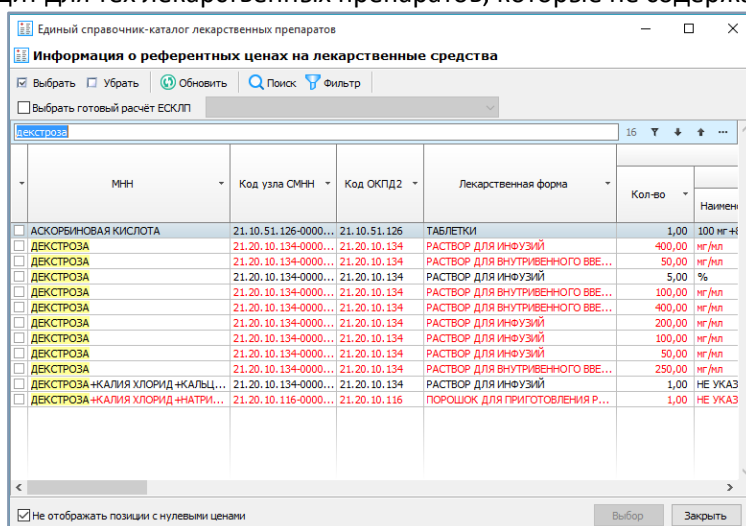 дит для тех лекарственных препаратов, которые не содерж
Единый справочник-каталог лекарственных препаратов
Информация о референтных ценах на лекарственные средства
Выбрать Убрать Обновить Поиск Фильтр
Выбрать готовый расчёт ЕСКЛП
декстроза 16
МНН Код узла СМНН Код ОКПД2 Лекарственная форма Кол-во Наимен
АСКОРБИНОВАЯ КИСЛОТА 21.10.51.126-0000... 21.10.51.126 ТАБЛЕТКИ 1,00 100 мг+8
ДЕКСТРОЗА 21.20.10.134-0000... 21.20.10.134 РАСТВОР ДЛЯ ИНФУЗИЙ 400,00 мг/мл
ДЕКСТРОЗА 21.20.10.134-0000... 21.20.10.134 РАСТВОР ДЛЯ ВНУТРИВЕННОГО ВВЕ... 50,00 мг/мл
ДЕКСТРОЗА 21.20.10.134-0000... 21.20.10.134 РАСТВОР ДЛЯ ИНФУЗИЙ 5,00 %
ДЕКСТРОЗА 21.20.10.134-0000... 21.20.10.134 РАСТВОР ДЛЯ ВНУТРИВЕННОГО ВВЕ... 100,00 мг/мл
ДЕКСТРОЗА 21.20.10.134-0000... 21.20.10.134 РАСТВОР ДЛЯ ВНУТРИВЕННОГО ВВЕ... 400,00 мг/мл
ДЕКСТРОЗА 21.20.10.134-0000... 21.20.10.134 РАСТВОР ДЛЯ ИНФУЗИЙ 200,00 мг/мл
ДЕКСТРОЗА 21.20.10.134-0000... 21.20.10.134 РАСТВОР ДЛЯ ИНФУЗИЙ 100,00 мг/мл
ДЕКСТРОЗА 21.20.10.134-0000... 21.20.10.134 РАСТВОР ДЛЯ ИНФУЗИЙ 50,00 мг/мл
ДЕКСТРОЗА 21.20.10.134-0000... 21.20.10.134 РАСТВОР ДЛЯ ВНУТРИВЕННОГО ВВЕ... 250,00 мг/мл
ДЕКСТРОЗА+КАЛИЯ ХЛОРИД+КАЛЬЦ... 21.20.10.134-0000... 21.20.10.134 РАСТВОР ДЛЯ ИНФУЗИЙ 1,00 НЕ УКАЗ
ДЕКСТРОЗА+КАЛИЯ ХЛОРИД+НАТРИ... 21.20.10.116-0000... 21.20.10.116 ПОРОШОК ДЛЯ ПРИГОТОВЛЕНИЯ Р... 1,00 НЕ УКАЗ
Не отображать позиции с нулевыми ценами Выбор Закрыть